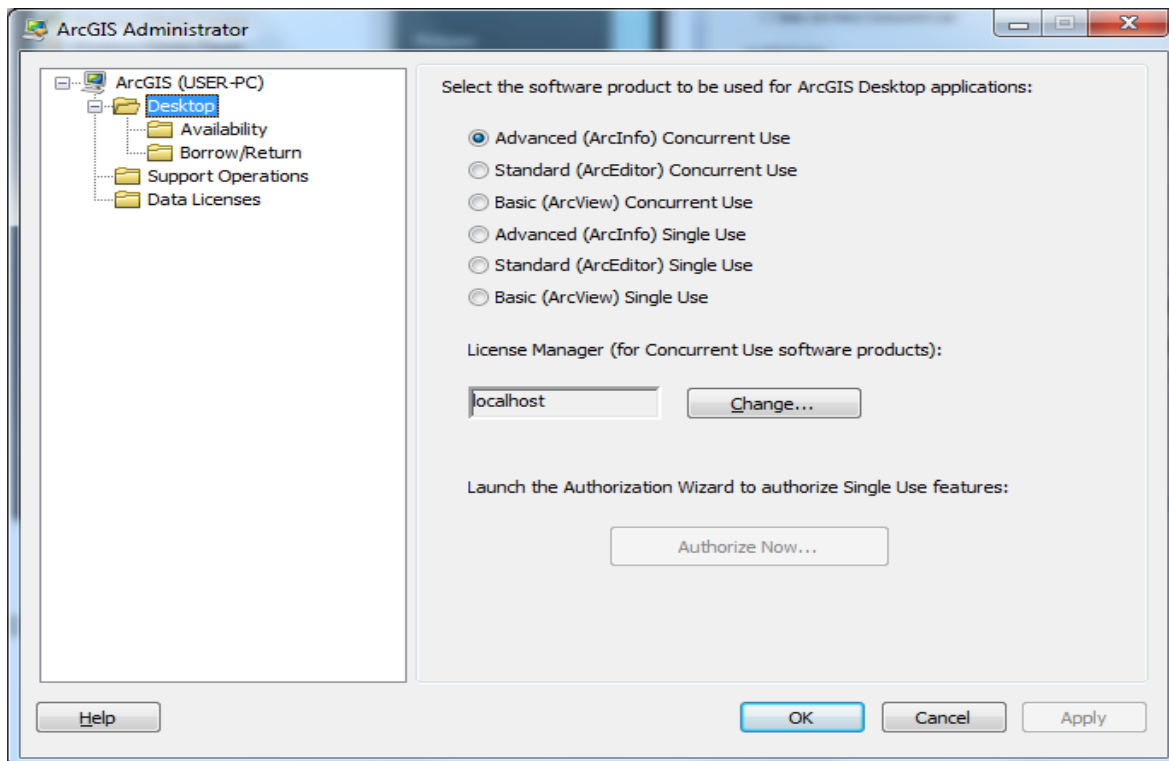 ArcGIS Administrator
ArcGIS (USER-PC)
Desktop
Availability
Borrow/Return
Support Operations
Data Licenses
Select the software product to be used for ArcGIS Desktop applications:
Advanced (ArcInfo) Concurrent Use
Standard (ArcEditor) Concurrent Use
Basic (ArcView) Concurrent Use
Advanced (ArcInfo) Single Use
Standard (ArcEditor) Single Use
Basic (ArcView) Single Use
License Manager (for Concurrent Use software products):
localhost
Change...
Launch the Authorization Wizard to authorize Single Use features:
Authorize Now...
Help
OK
Cancel
Apply